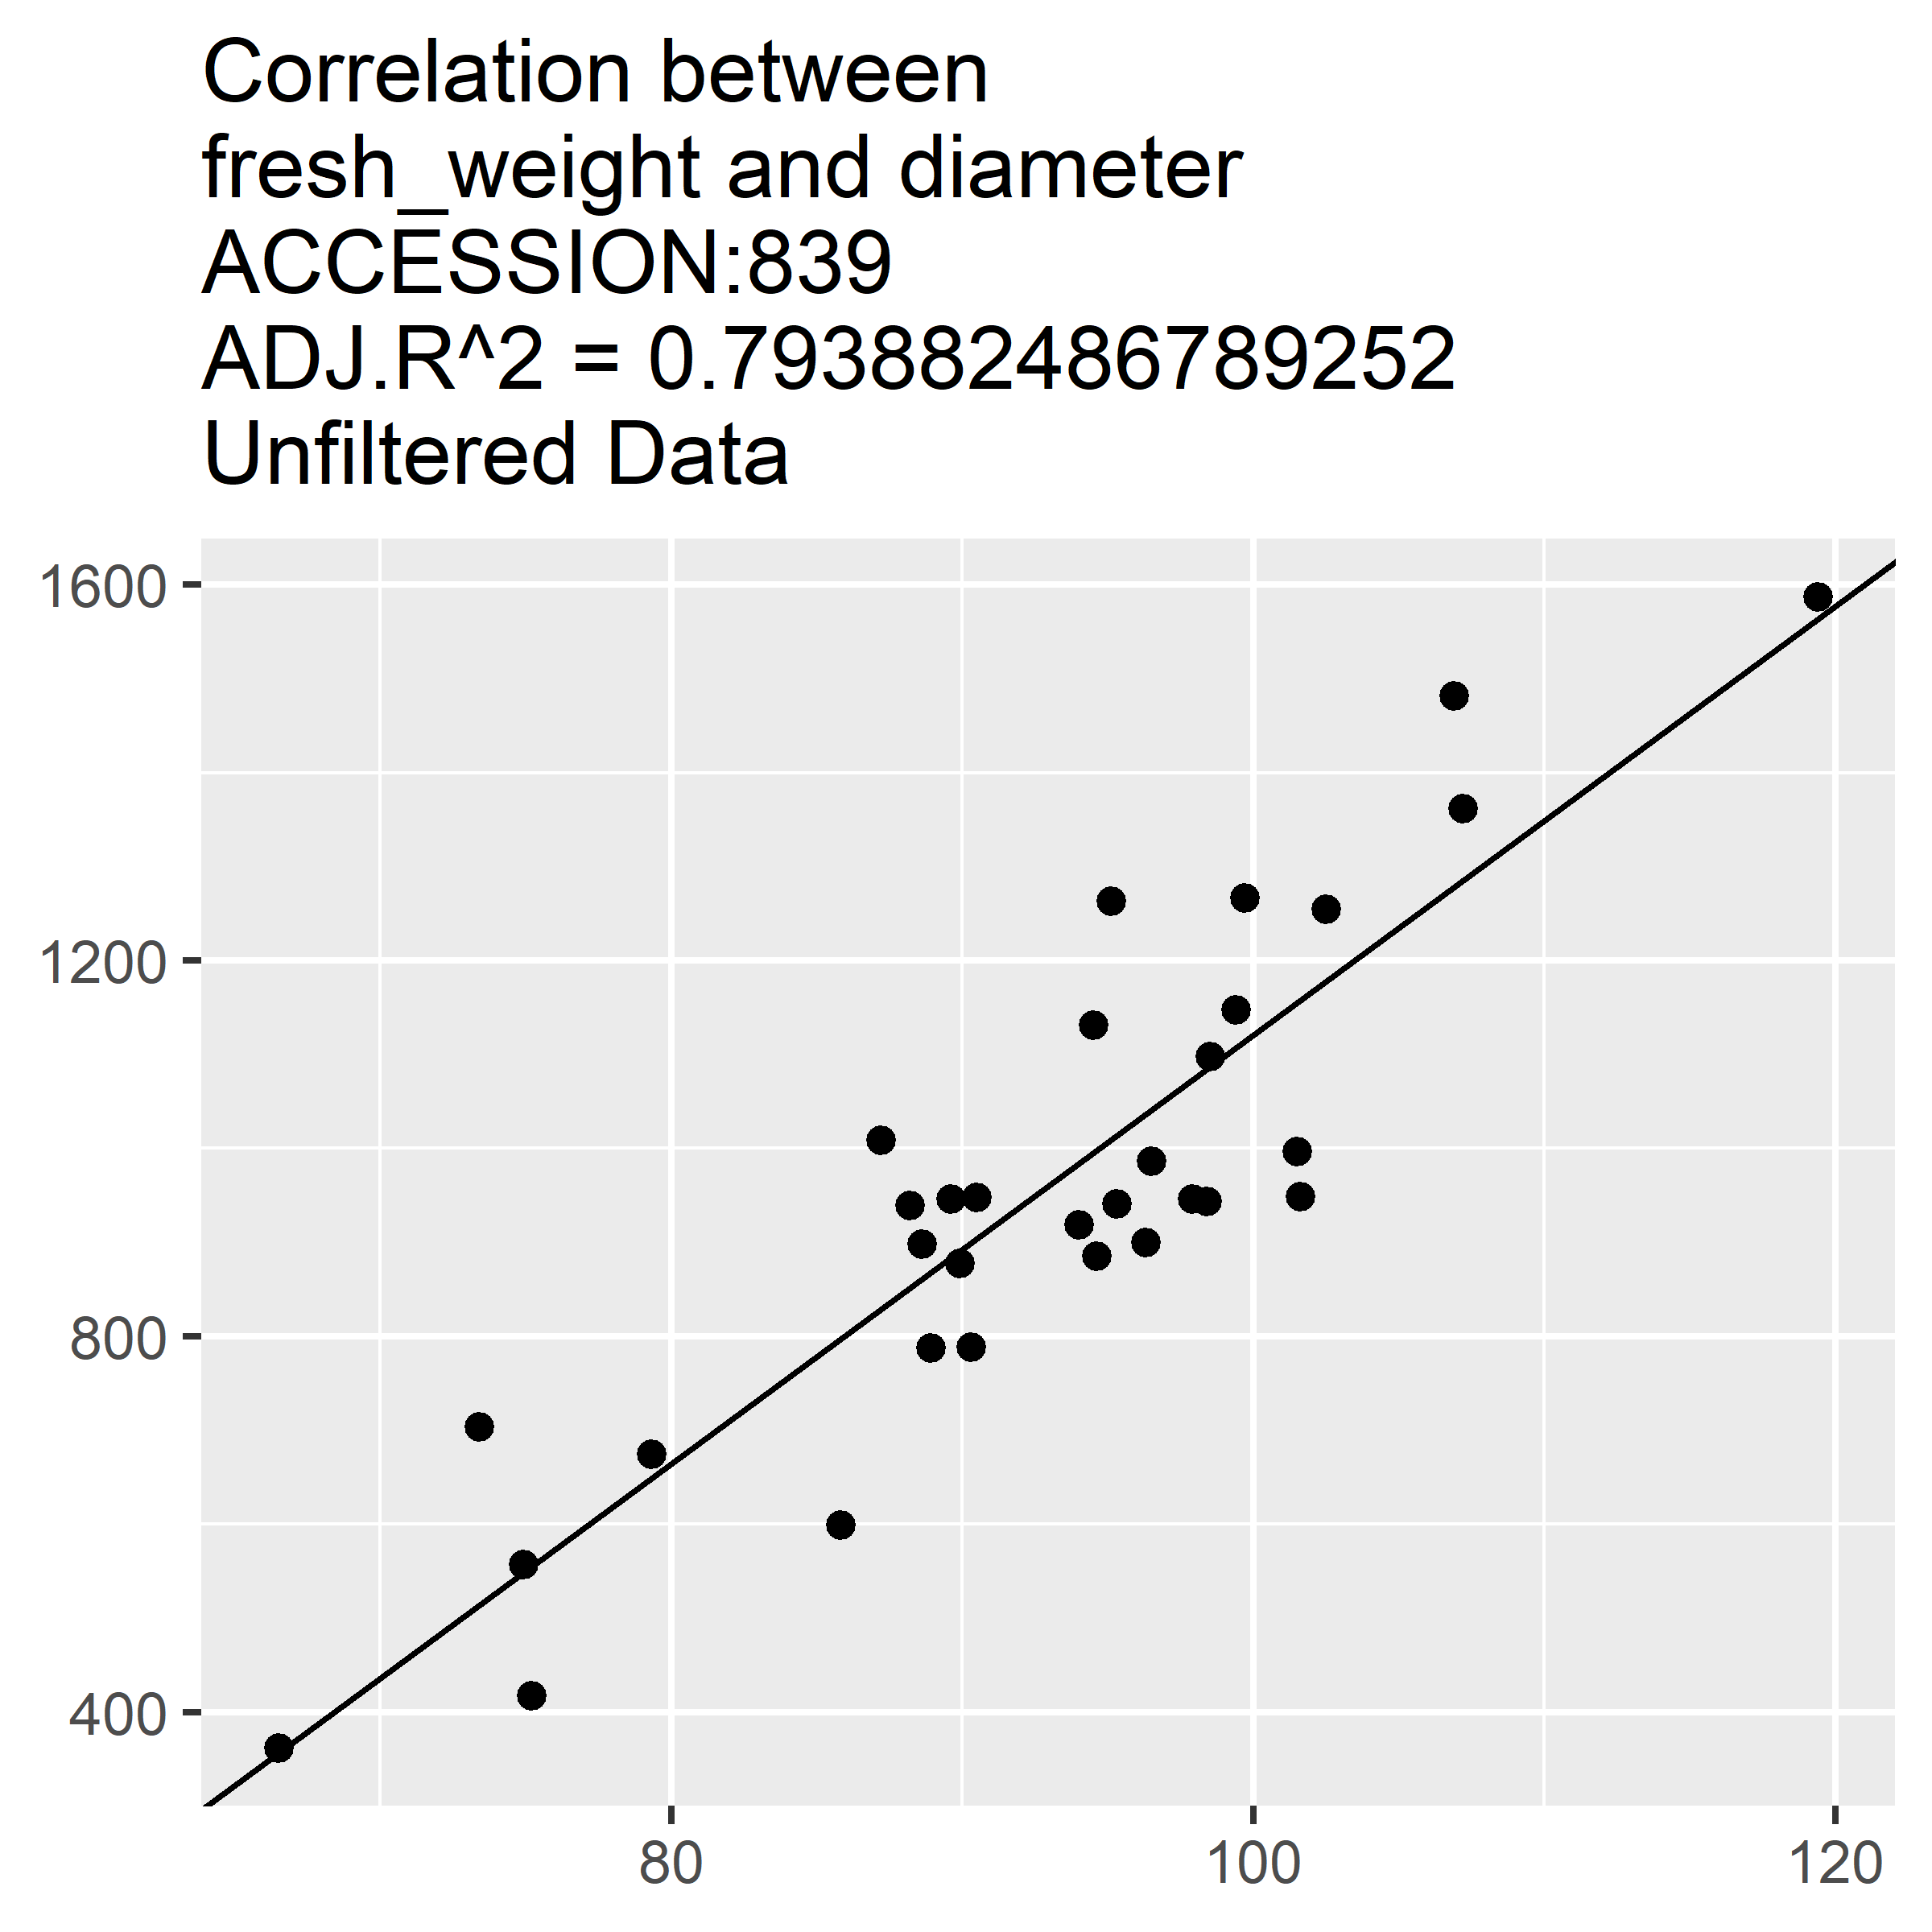 Correlation between
fresh_weight and diameter
ACCESSION:839
ADJ.R^2 = 0.793882486789252
Unfiltered Data
1600
1200
800
400
80 100 120